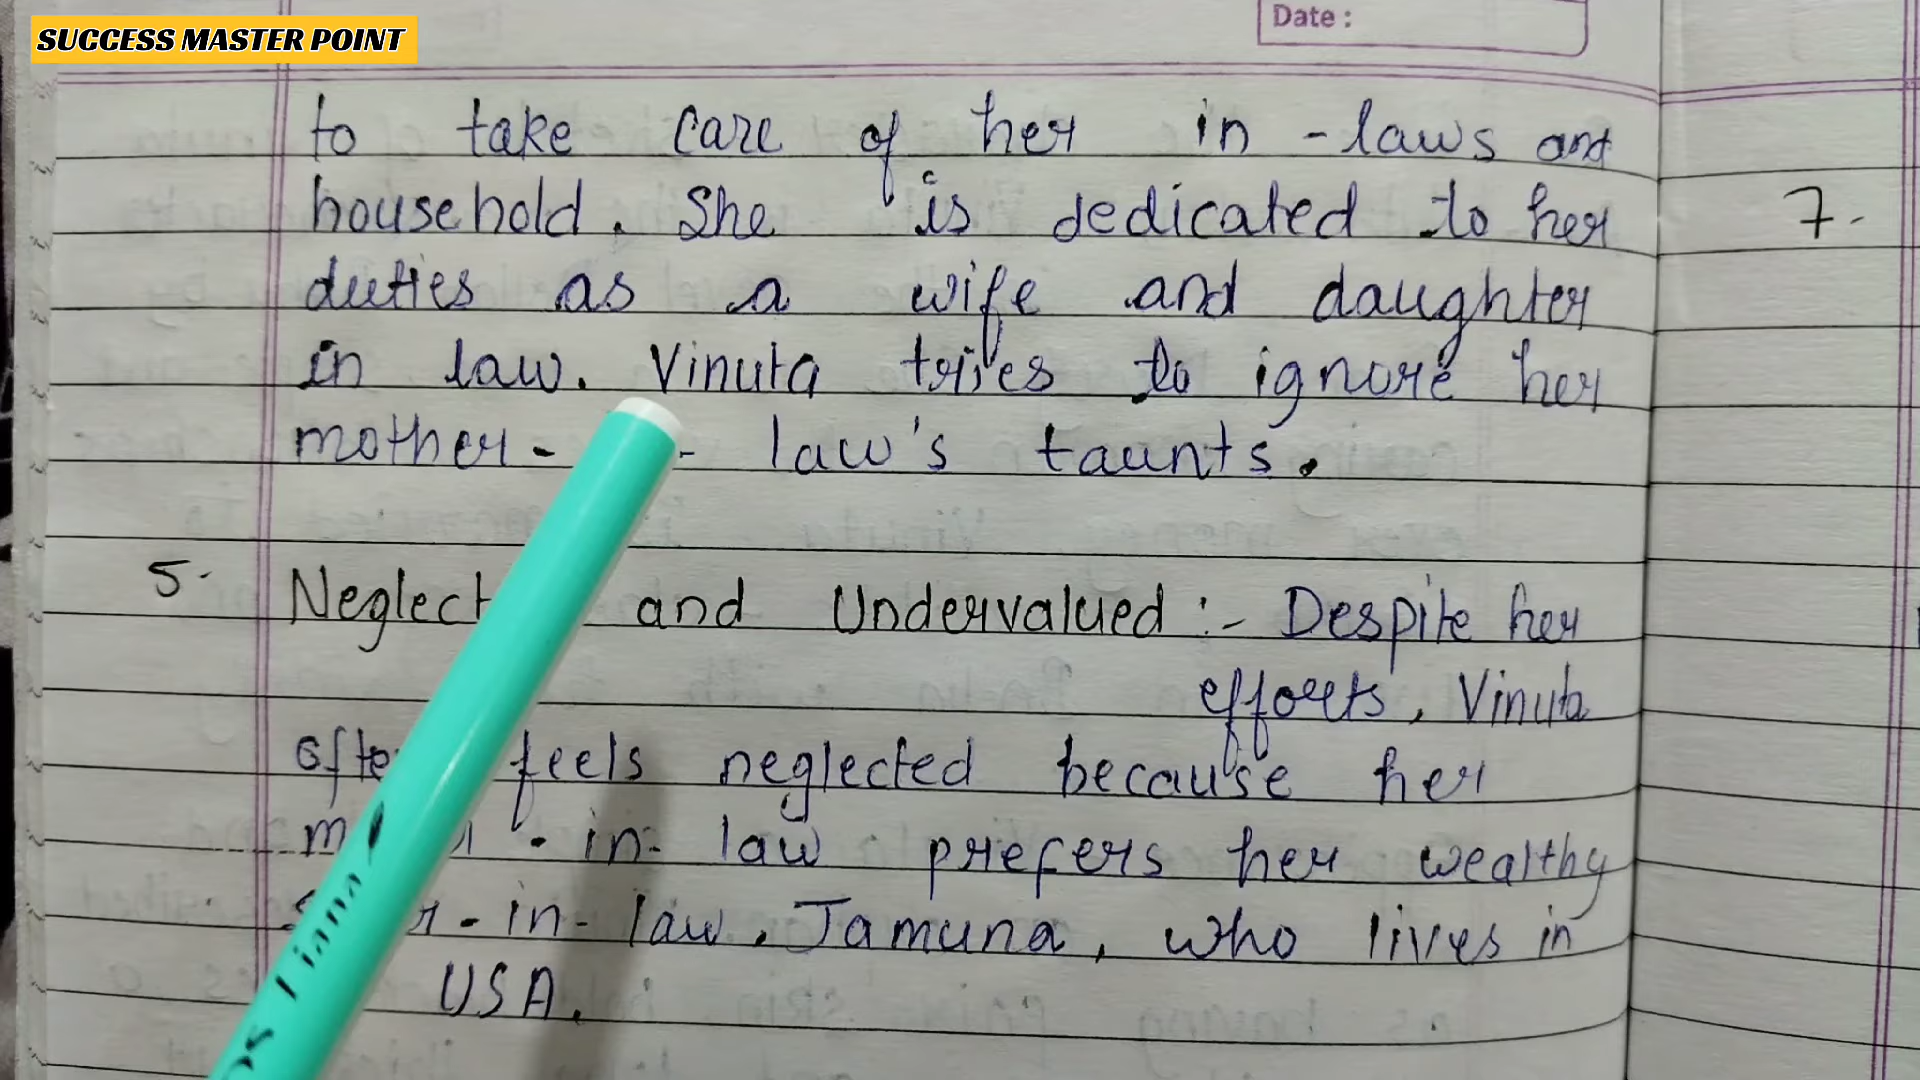 SUCCESS MASTER POINT
Date :
to take care of her in - laws and
household. She is dedicated to her
duties as a wife and daughter
in law. Vinuta tries to ignore her
mother - - law's taunts.
7.
5. Neglect and Undervalued :- Despite her
efforts, Vinuta
feels neglected because her
- in - law prefers her wealthy
- in - law, Jamuna, who lives in
USA.